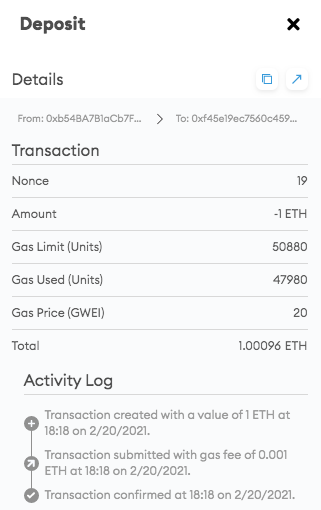 Deposit
Details
From: 0xb54BA7B1aCb7F... To: 0xf45e19ec7560c459...
Transaction
Nonce 19
Amount -1 ETH
Gas Limit (Units) 50880
Gas Used (Units) 47980
Gas Price (GWEI) 20
Total 1.00096 ETH
Activity Log
Transaction created with a value of 1 ETH at
18:18 on 2/20/2021.
Transaction submitted with gas fee of 0.001
ETH at 18:18 on 2/20/2021.
Transaction confirmed at 18:18 on 2/20/2021.